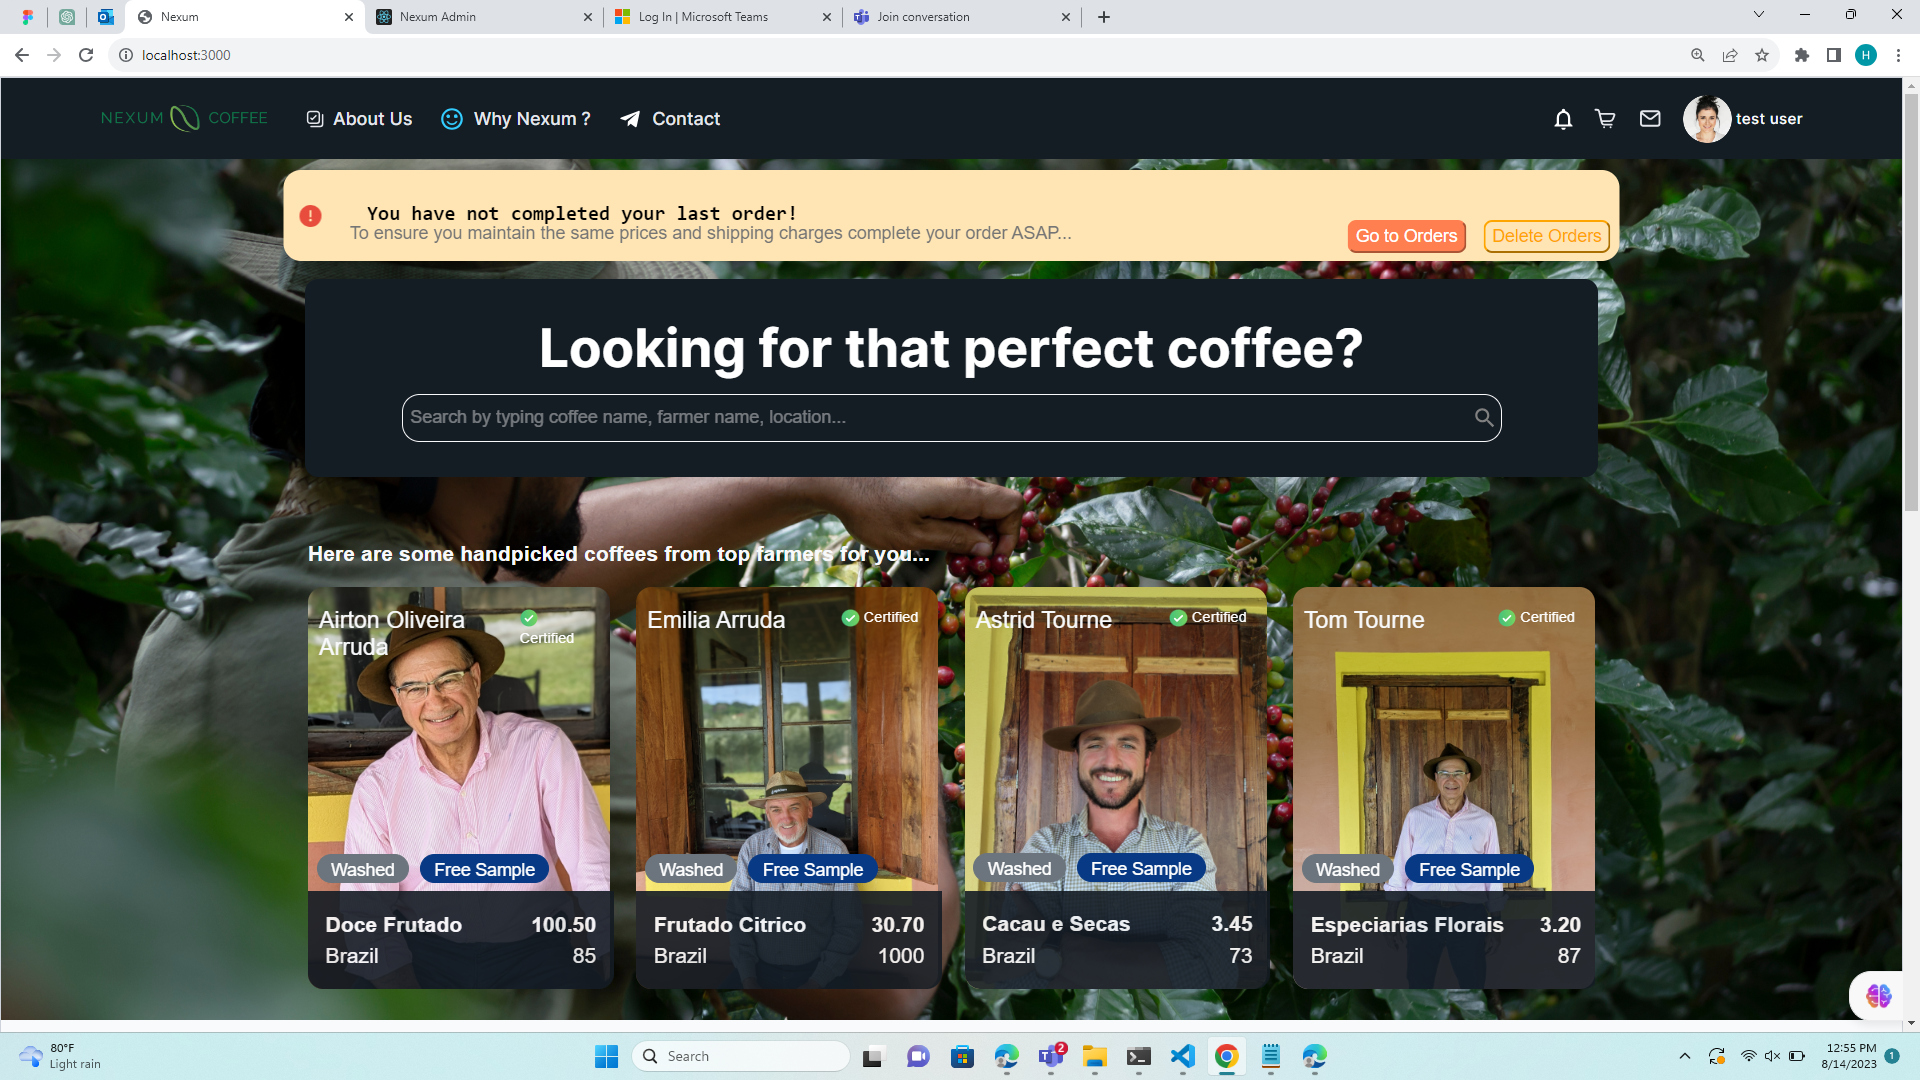 Nexum
Nexum Admin
Log In | Microsoft Teams
Join conversation
localhost:3000
H
NEXUM COFFEE
About Us
Why Nexum ?
Contact
test user
You have not completed your last order!
To ensure you maintain the same prices and shipping charges complete your order ASAP...
Go to Orders
Delete Orders
Looking for that perfect coffee?
Search by typing coffee name, farmer name, location...
Here are some handpicked coffees from top farmers for you...
Airton Oliveira
Arruda
Certified
Washed
Free Sample
Doce Frutado 100.50
Brazil 85
Emilia Arruda
Certified
Washed
Free Sample
Frutado Citrico 30.70
Brazil 1000
Astrid Tourne
Certified
Washed
Free Sample
Cacau e Secas 3.45
Brazil 73
Tom Tourne
Certified
Washed
Free Sample
Especiarias Florais 3.20
Brazil 87
80°F
Light rain
Search
2
12:55 PM
8/14/2023
1